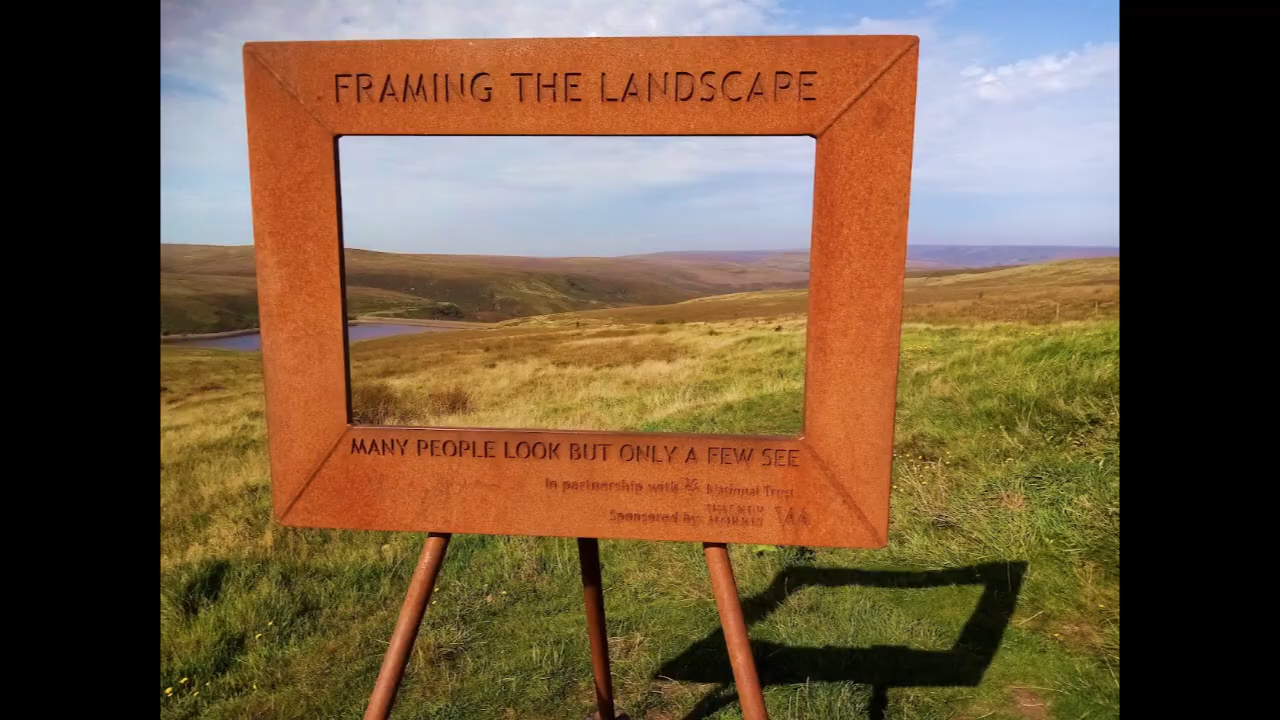 FRAMING THE LANDSCAPE
MANY PEOPLE LOOK BUT ONLY A FEW SEE
In partnership with National Trust
Sponsored by: